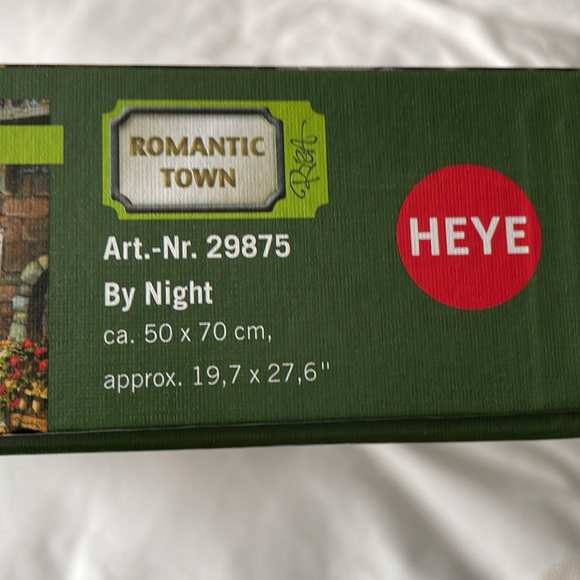 ROMANTIC
TOWN
HEYE
Art.-Nr. 29875
By Night
ca. 50 x 70 cm,
approx. 19,7 x 27,6"